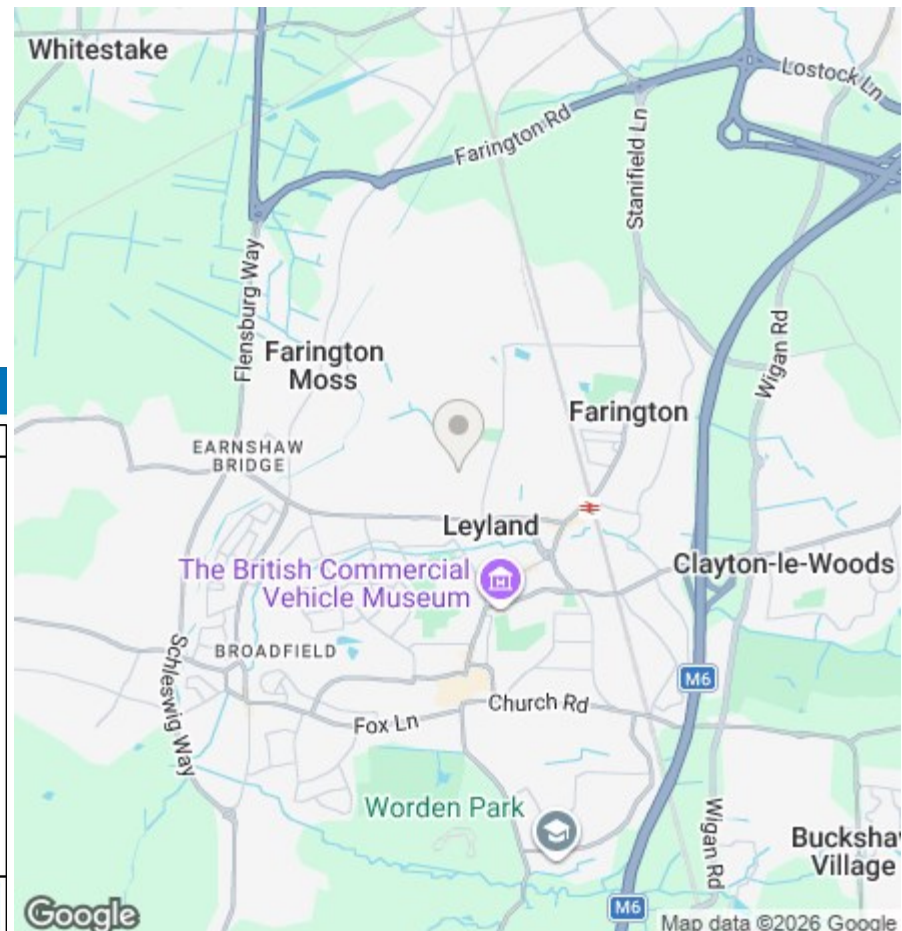 Whitestake
Lostock Ln
Farington Rd
Stanifield Ln
Flensburg Way
Wigan Rd
Farington
Moss
Farington
EARNSHAW
BRIDGE
Leyland
The British Commercial
Vehicle Museum
Clayton-le-Woods
BROADFIELD
Schleswig Way
M6
Church Rd
Fox Ln
Worden Park
Wigan Rd
Buckshaw
Village
M6
Google
Map data ©2026 Google